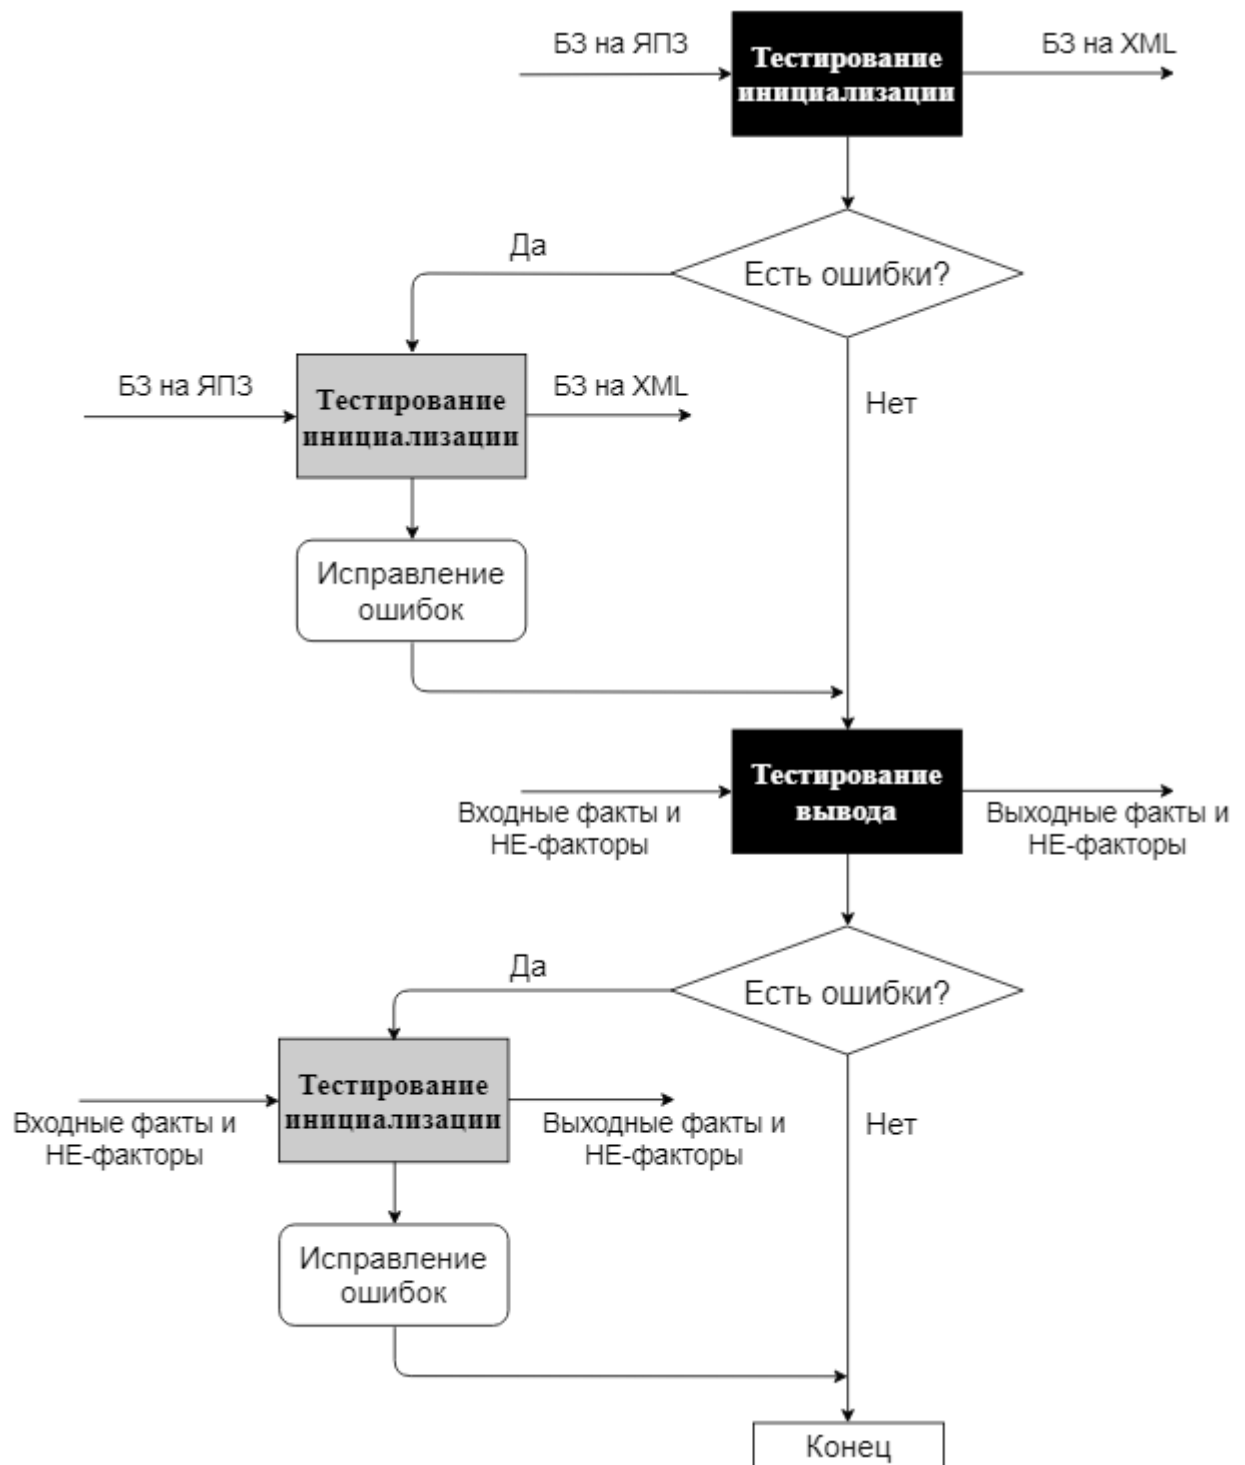 БЗ на ЯПЗ
Тестирование
инициализации
БЗ на XML
Есть ошибки?
Да
Нет
БЗ на ЯПЗ
Тестирование
инициализации
БЗ на XML
Исправление
ошибок
Входные факты и
НЕ-факторы
Тестирование
вывода
Выходные факты и
НЕ-факторы
Есть ошибки?
Да
Нет
Входные факты и
НЕ-факторы
Тестирование
инициализации
Выходные факты и
НЕ-факторы
Исправление
ошибок
Конец